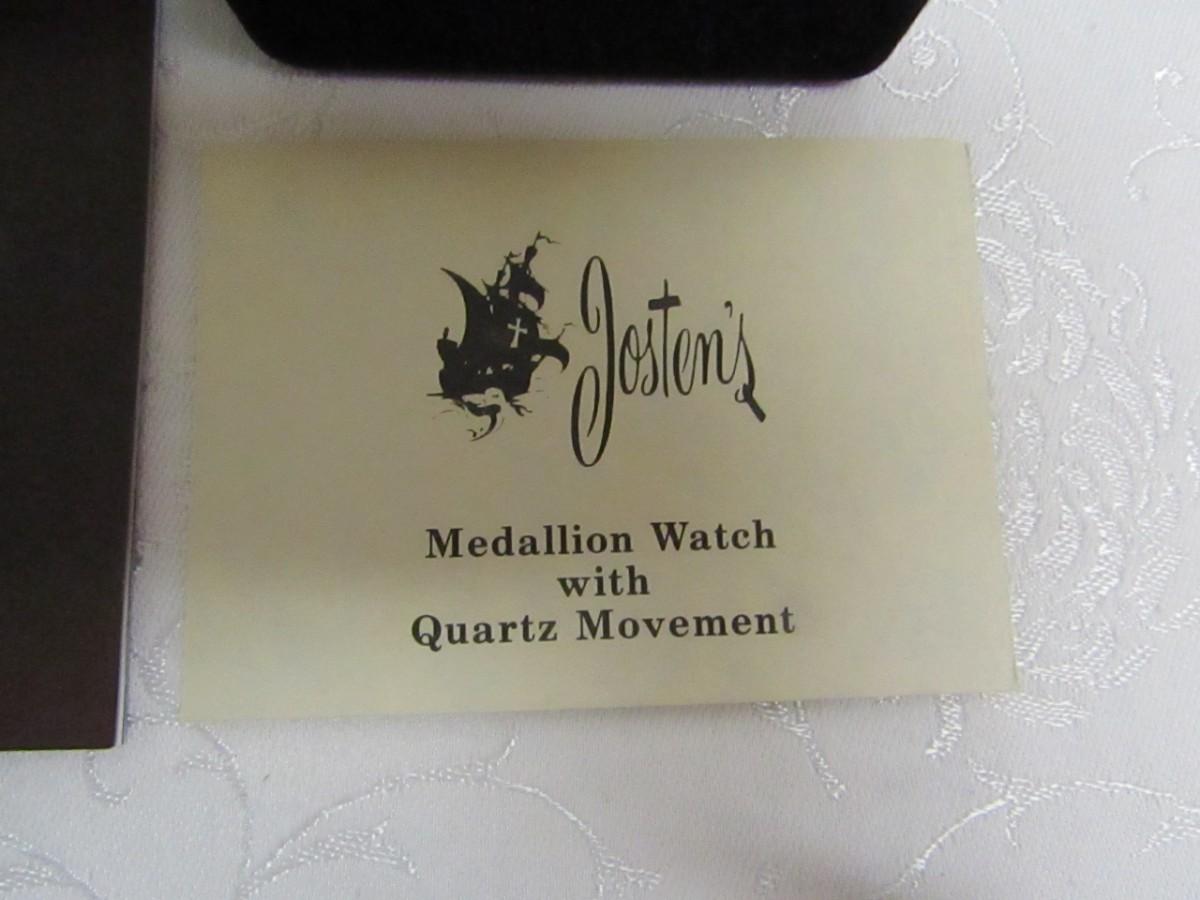 Josten's
Medallion Watch
with
Quartz Movement